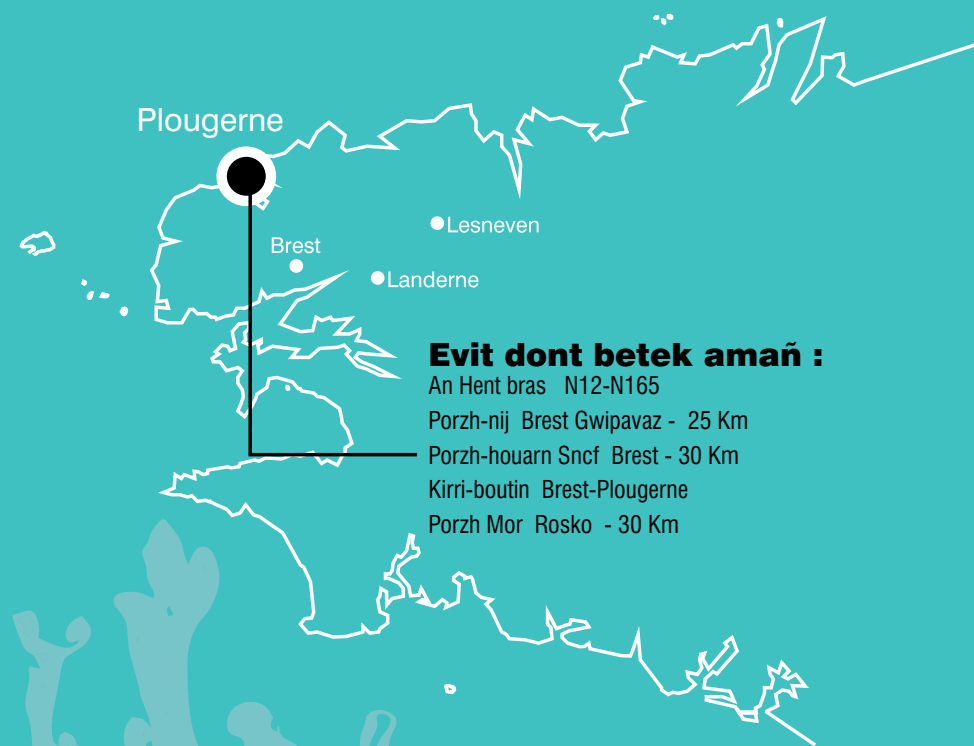 Plougerne
Lesneven
Brest
Landerne
Evit dont betek amañ :
An Hent bras N12-N165
Porzh-nij Brest Gwipavaz - 25 Km
Porzh-houarn Sncf Brest - 30 Km
Kirri-boutin Brest-Plougerne
Porzh Mor Rosko - 30 Km